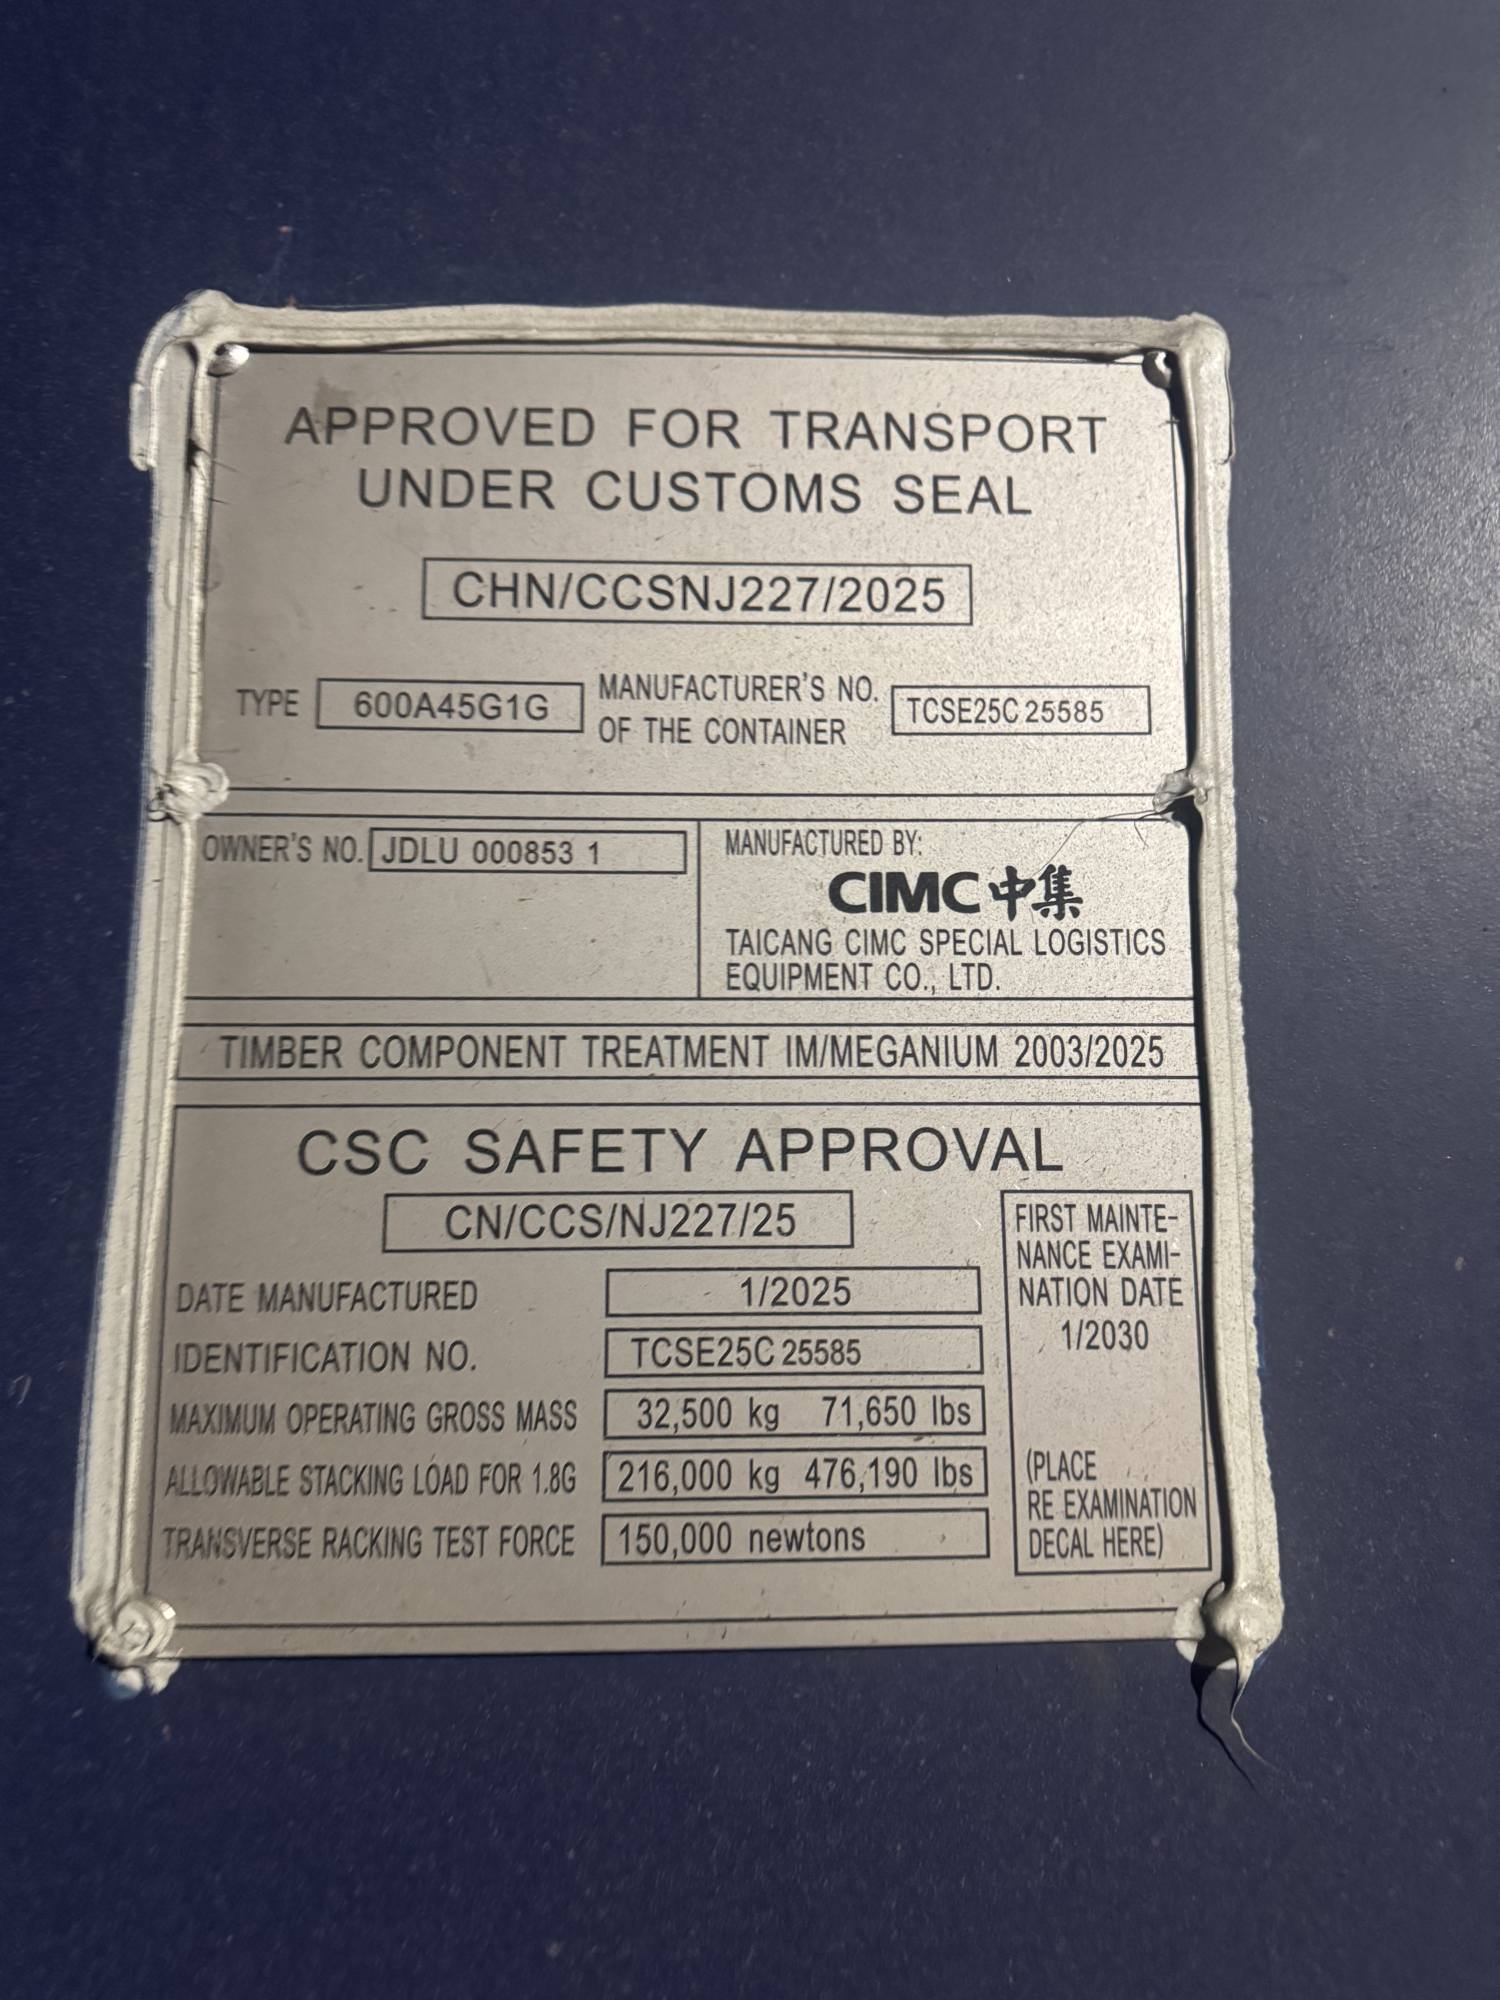 APPROVED FOR TRANSPORT
UNDER CUSTOMS SEAL
CHN/CCSNJ227/2025
TYPE 600A45G1G MANUFACTURER'S NO. OF THE CONTAINER TCSE25C 25585
OWNER'S NO. JDLU 000853 1
MANUFACTURED BY:
CIMC 中集
TAICANG CIMC SPECIAL LOGISTICS
EQUIPMENT CO., LTD.
TIMBER COMPONENT TREATMENT IM/MEGANIUM 2003/2025
CSC SAFETY APPROVAL
CN/CCS/NJ227/25
DATE MANUFACTURED 1/2025
IDENTIFICATION NO. TCSE25C 25585
MAXIMUM OPERATING GROSS MASS 32,500 kg 71,650 lbs
ALLOWABLE STACKING LOAD FOR 1.8G 216,000 kg 476,190 lbs
TRANSVERSE RACKING TEST FORCE 150,000 newtons
FIRST MAINTE-
NANCE EXAMI-
NATION DATE
1/2030
(PLACE
RE EXAMINATION
DECAL HERE)